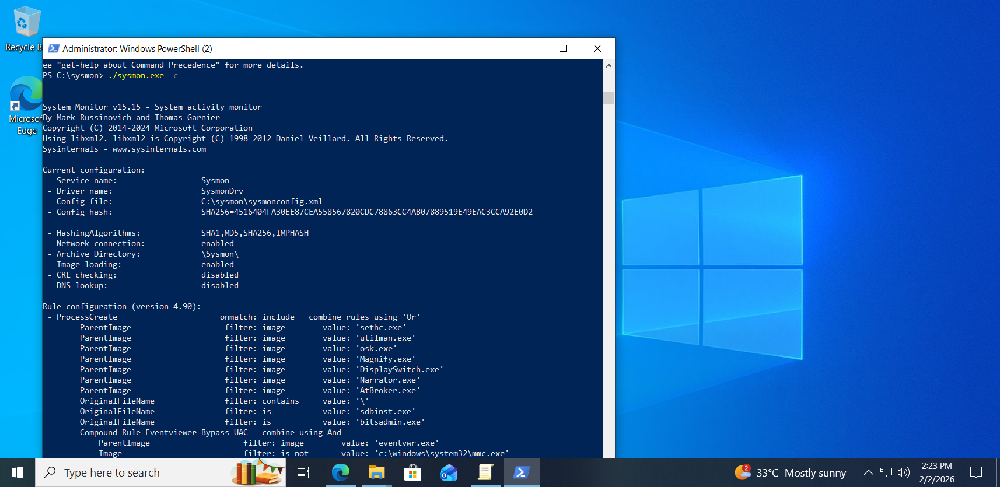 Recycle B
Microsof
Edge
Administrator: Windows PowerShell (2)
ee "get-help about_Command_Precedence" for more details.
PS C:\sysmon> ./sysmon.exe -c
System Monitor v15.15 - System activity monitor
By Mark Russinovich and Thomas Garnier
Copyright (C) 2014-2024 Microsoft Corporation
Using libxml2. libxml2 is Copyright (C) 1998-2012 Daniel Veillard. All Rights Reserved.
Sysinternals - www.sysinternals.com
Current configuration:
- Service name: Sysmon
- Driver name: SysmonDrv
- Config file: C:\sysmon\sysmonconfig.xml
- Config hash: SHA256=4516404FA30EE87CEA558567820CDC78863CC4AB07889519E49EAC3CCA92E0D2
- HashingAlgorithms: SHA1,MD5,SHA256,IMPHASH
- Network connection: enabled
- Archive Directory: \Sysmon\
- Image loading: enabled
- CRL checking: disabled
- DNS lookup: disabled
Rule configuration (version 4.90):
- ProcessCreate onmatch: include combine rules using 'Or'
ParentImage filter: image value: 'sethc.exe'
ParentImage filter: image value: 'utilman.exe'
ParentImage filter: image value: 'osk.exe'
ParentImage filter: image value: 'Magnify.exe'
ParentImage filter: image value: 'DisplaySwitch.exe'
ParentImage filter: image value: 'Narrator.exe'
ParentImage filter: image value: 'AtBroker.exe'
OriginalFileName filter: contains value: '\'
OriginalFileName filter: is value: 'sdbinst.exe'
OriginalFileName filter: is value: 'bitsadmin.exe'
Compound Rule Eventviewer Bypass UAC combine using And
ParentImage filter: image value: 'eventvwr.exe'
Image filter: is not value: 'c:\windows\system32\mmc.exe'
Type here to search
2
33°C Mostly sunny
2:23 PM
2/2/2026